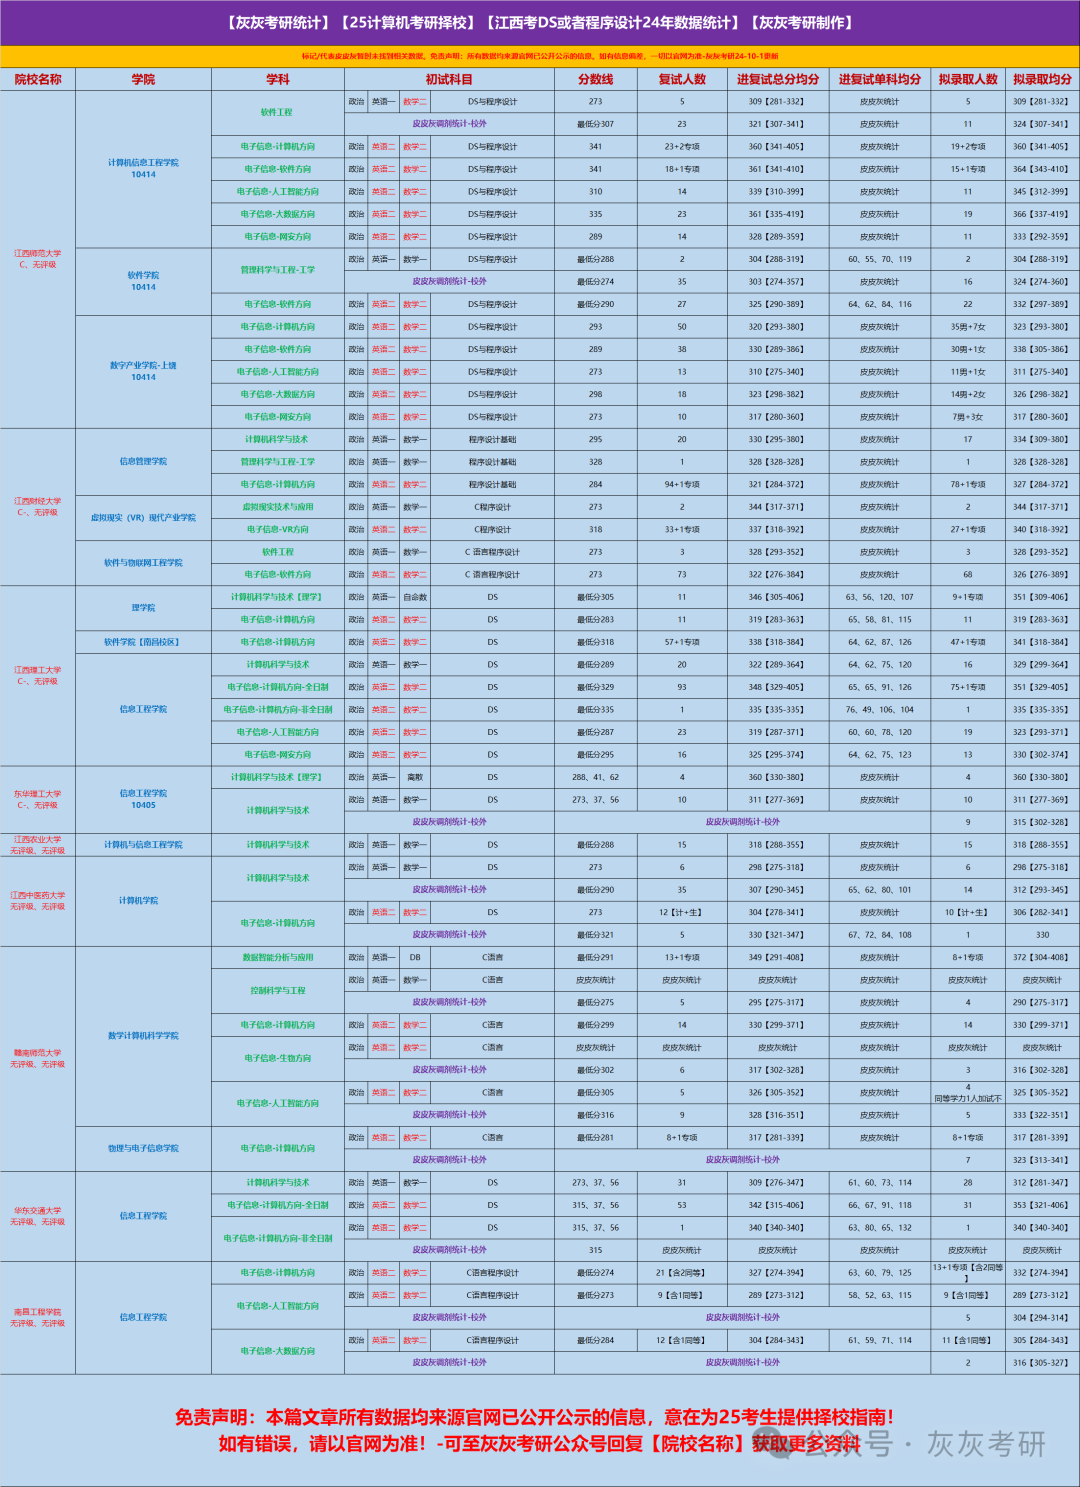 【灰灰考研统计】【25计算机考研择校】【江西考DS或者程序设计24年数据统计】【灰灰考研制作】
标记/代表皮皮灰暂时未找到相关数据。免责声明：所有数据均来源官网已公开公示的信息。如有信息偏差，一切以官网为准-灰灰考研24-10-1更新
院校名称 学院 学科 初试科目 分数线 复试人数 进复试总分均分 进复试单科均分 拟录取人数 拟录取均分
江西师范大学
C、无评级
计算机信息工程学院
10414
软件工程 政治 英语一 数学二 DS与程序设计 273 5 309【281-332】 皮皮灰统计 5 309【281-332】
皮皮灰调剂统计-校外 最低分307 23 321【307-341】 皮皮灰统计 11 324【307-341】
电子信息-计算机方向 政治 英语二 数学二 DS与程序设计 341 23+2专项 360【341-405】 皮皮灰统计 19+2专项 360【341-405】
电子信息-软件方向 政治 英语二 数学二 DS与程序设计 341 18+1专项 361【341-410】 皮皮灰统计 15+1专项 364【343-410】
电子信息-人工智能方向 政治 英语二 数学二 DS与程序设计 310 14 339【310-399】 皮皮灰统计 11 345【312-399】
电子信息-大数据方向 政治 英语二 数学二 DS与程序设计 335 23 361【335-419】 皮皮灰统计 19 366【337-419】
电子信息-网安方向 政治 英语二 数学二 DS与程序设计 289 14 328【289-359】 皮皮灰统计 11 333【292-359】
软件学院
10414
管理科学与工程-工学 政治 英语一 数学一 DS与程序设计 最低分288 2 304【288-319】 60、55、70、119 2 304【288-319】
皮皮灰调剂统计-校外 最低分274 35 303【274-357】 皮皮灰统计 16 324【274-360】
电子信息-软件方向 政治 英语二 数学二 DS与程序设计 最低分290 27 325【290-389】 64、62、84、116 22 332【297-389】
数字产业学院-上饶
10414
电子信息-计算机方向 政治 英语二 数学二 DS与程序设计 293 50 320【293-380】 皮皮灰统计 35男+7女 323【293-380】
电子信息-软件方向 政治 英语二 数学二 DS与程序设计 289 38 330【289-386】 皮皮灰统计 30男+1女 338【305-386】
电子信息-人工智能方向 政治 英语二 数学二 DS与程序设计 273 13 310【275-340】 皮皮灰统计 11男+1女 311【275-340】
电子信息-大数据方向 政治 英语二 数学二 DS与程序设计 298 18 323【298-382】 皮皮灰统计 14男+2女 326【298-382】
电子信息-网安方向 政治 英语二 数学二 DS与程序设计 273 10 317【280-360】 皮皮灰统计 7男+3女 317【280-360】
江西财经大学
C-、无评级
信息管理学院
计算机科学与技术 政治 英语一 数学一 程序设计基础 295 20 330【295-380】 皮皮灰统计 17 334【309-380】
管理科学与工程-工学 政治 英语一 数学一 程序设计基础 328 1 328【328-328】 皮皮灰统计 1 328【328-328】
电子信息-计算机方向 政治 英语二 数学二 程序设计基础 284 94+1专项 321【284-372】 皮皮灰统计 78+1专项 327【284-372】
虚拟现实（VR）现代产业学院
虚拟现实技术与应用 政治 英语一 数学一 C程序设计 273 2 344【317-371】 皮皮灰统计 2 344【317-371】
电子信息-VR方向 政治 英语二 数学二 C程序设计 318 33+1专项 337【318-392】 皮皮灰统计 27+1专项 340【318-392】
软件与物联网工程学院
软件工程 政治 英语一 数学一 C 语言程序设计 273 3 328【293-352】 皮皮灰统计 3 328【293-352】
电子信息-软件方向 政治 英语二 数学二 C 语言程序设计 273 73 322【276-384】 皮皮灰统计 68 326【276-389】
江西理工大学
C-、无评级
理学院
计算机科学与技术【理学】 政治 英语一 自命数 DS 最低分305 11 346【305-406】 63、56、120、107 9+1专项 351【309-406】
电子信息-计算机方向 政治 英语二 数学二 DS 最低分283 11 319【283-363】 65、58、81、115 11 319【283-363】
软件学院【南昌校区】 电子信息-计算机方向 政治 英语二 数学二 DS 最低分318 57+1专项 338【318-384】 64、62、87、126 47+1专项 341【318-384】
信息工程学院
计算机科学与技术 政治 英语一 数学一 DS 最低分289 20 322【289-364】 64、62、75、120 16 329【299-364】
电子信息-计算机方向-全日制 政治 英语二 数学二 DS 最低分329 93 348【329-405】 65、65、91、126 75+1专项 351【329-405】
电子信息-计算机方向-非全日制 政治 英语二 数学二 DS 最低分335 1 335【335-335】 76、49、106、104 1 335【335-335】
电子信息-人工智能方向 政治 英语二 数学二 DS 最低分287 23 319【287-371】 60、60、78、120 19 323【293-371】
电子信息-网安方向 政治 英语二 数学二 DS 最低分295 16 325【295-374】 64、62、75、123 13 330【302-374】
东华理工大学
C-、无评级
信息工程学院
10405
计算机科学与技术【理学】 政治 英语一 离散 DS 288、41、62 4 360【330-380】 皮皮灰统计 4 360【330-380】
计算机科学与技术 政治 英语一 数学一 DS 273、37、56 10 311【277-369】 皮皮灰统计 10 311【277-369】
皮皮灰调剂统计-校外 皮皮灰调剂统计-校外 9 315【302-328】
江西农业大学
无评级、无评级
计算机与信息工程学院 计算机科学与技术 政治 英语一 数学一 DS 最低分288 15 318【288-355】 皮皮灰统计 15 318【288-355】
江西中医药大学
无评级、无评级
计算机学院
计算机科学与技术 政治 英语一 数学一 DS 273 6 298【275-318】 皮皮灰统计 6 298【275-318】
皮皮灰调剂统计-校外 最低分290 35 307【290-345】 65、62、80、101 14 312【293-345】
电子信息-计算机方向 政治 英语二 数学二 DS 273 12【计+生】 304【278-341】 皮皮灰统计 10【计+生】 306【282-341】
皮皮灰调剂统计-校外 最低分321 5 330【321-347】 67、72、84、108 1 330
赣南师范大学
无评级、无评级
数学计算机科学学院
数据智能分析与应用 政治 英语一 DB C语言 最低分291 13+1专项 349【291-408】 皮皮灰统计 8+1专项 372【304-408】
控制科学与工程 政治 英语一 数学一 C语言 皮皮灰统计 皮皮灰统计 皮皮灰统计 皮皮灰统计 皮皮灰统计 皮皮灰统计
皮皮灰调剂统计-校外 最低分275 5 295【275-317】 皮皮灰统计 4 290【275-317】
电子信息-计算机方向 政治 英语二 数学二 C语言 最低分299 14 330【299-371】 皮皮灰统计 14 330【299-371】
电子信息-生物方向 政治 英语二 数学二 C语言 皮皮灰统计 皮皮灰统计 皮皮灰统计 皮皮灰统计 皮皮灰统计 皮皮灰统计
皮皮灰调剂统计-校外 最低分302 6 317【302-328】 皮皮灰统计 3 316【302-328】
电子信息-人工智能方向 政治 英语二 数学二 C语言 最低分305 5 326【305-352】 皮皮灰统计 4
同等学力1人加试不 325【305-352】
皮皮灰调剂统计-校外 最低分316 9 328【316-351】 皮皮灰统计 5 333【322-351】
物理与电子信息学院
电子信息-计算机方向 政治 英语二 数学二 C语言 最低分281 8+1专项 317【281-339】 皮皮灰统计 8+1专项 317【281-339】
皮皮灰调剂统计-校外 皮皮灰调剂统计-校外 7 323【313-341】
华东交通大学
无评级、无评级
信息工程学院
计算机科学与技术 政治 英语一 数学一 DS 273、37、56 31 309【276-347】 61、60、73、114 28 312【281-347】
电子信息-计算机方向-全日制 政治 英语二 数学二 DS 315、37、56 53 342【315-406】 66、67、91、118 31 353【321-406】
电子信息-计算机方向-非全日制 政治 英语二 数学二 DS 315、37、56 1 340【340-340】 63、80、65、132 1 340【340-340】
皮皮灰调剂统计-校外 315 皮皮灰统计 皮皮灰统计 皮皮灰统计 皮皮灰统计 皮皮灰统计
南昌工程学院
无评级、无评级
信息工程学院
电子信息-计算机方向 政治 英语二 数学二 C语言程序设计 最低分274 21【含2同等】 327【274-394】 63、60、79、125 13+1专项【含2同等
】 332【274-394】
电子信息-人工智能方向 政治 英语二 数学二 C语言程序设计 最低分273 9【含1同等】 289【273-312】 58、52、63、115 9【含1同等】 289【273-312】
皮皮灰调剂统计-校外 皮皮灰调剂统计-校外 5 304【294-314】
电子信息-大数据方向 政治 英语二 数学二 C语言程序设计 最低分284 12【含1同等】 304【284-343】 61、59、71、114 11【含1同等】 305【284-343】
皮皮灰调剂统计-校外 皮皮灰调剂统计-校外 2 316【305-327】
免责声明：本篇文章所有数据均来源官网已公开公示的信息，意在为25考生提供择校指南！
如有错误，请以官网为准！-可至灰灰考研公众号回复【院校名称】获取更多资料
公众号 · 灰灰考研